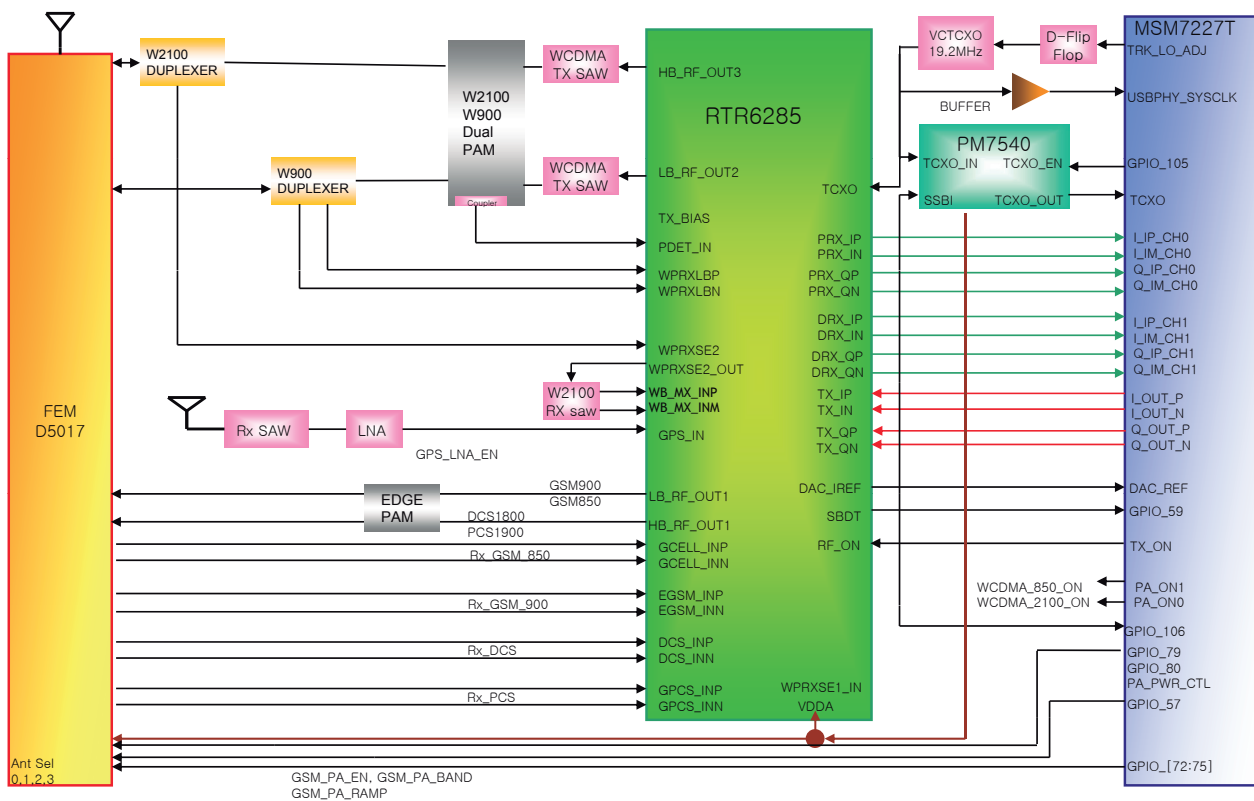 W2100
DUPLEXER
W900
DUPLEXER
W2100
W900
Dual
PAM
Coupler
WCDMA
TX SAW
WCDMA
TX SAW
FEM
D5017
Ant Sel
0,1,2,3
Rx SAW
LNA
GPS_LNA_EN
W2100
RX saw
EDGE
PAM
GSM900
GSM850
DCS1800
PCS1900
Rx_GSM_850
Rx_GSM_900
Rx_DCS
Rx_PCS
GSM_PA_EN, GSM_PA_BAND
GSM_PA_RAMP
RTR6285
HB_RF_OUT3
LB_RF_OUT2
TX_BIAS
PDET_IN
WPRXLBP
WPRXLBN
WPRXSE2
WPRXSE2_OUT
WB_MX_INP
WB_MX_INM
GPS_IN
LB_RF_OUT1
HB_RF_OUT1
GCELL_INP
GCELL_INN
EGSM_INP
EGSM_INN
DCS_INP
DCS_INN
GPCS_INP
GPCS_INN
TCXO
PRX_IP
PRX_IN
PRX_QP
PRX_QN
DRX_IP
DRX_IN
DRX_QP
DRX_QN
TX_IP
TX_IN
TX_QP
TX_QN
DAC_IREF
SBDT
RF_ON
WPRXSE1_IN
VDDA
VCTCXO
19.2MHz
D-Flip
Flop
BUFFER
PM7540
TCXO_IN
TCXO_EN
SSBI
TCXO_OUT
WCDMA_850_ON
WCDMA_2100_ON
MSM7227T
TRK_LO_ADJ
USBPHY_SYSCLK
GPIO_105
TCXO
I_IP_CH0
I_IM_CH0
Q_IP_CH0
Q_IM_CH0
I_IP_CH1
I_IM_CH1
Q_IP_CH1
Q_IM_CH1
I_OUT_P
I_OUT_N
Q_OUT_P
Q_OUT_N
DAC_REF
GPIO_59
TX_ON
PA_ON1
PA_ON0
GPIO_106
GPIO_79
GPIO_80
PA_PWR_CTL
GPIO_57
GPIO_[72:75]